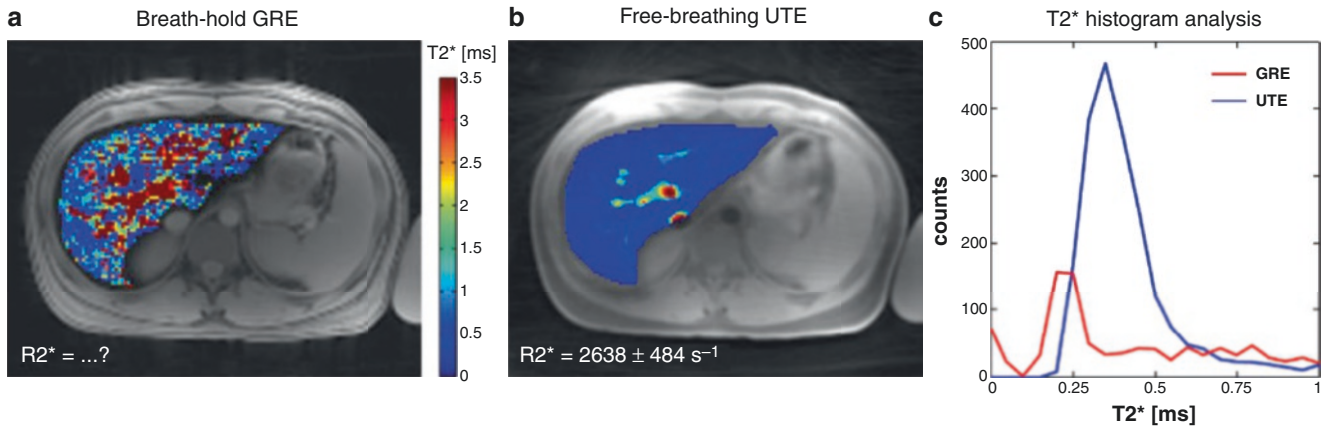 a Breath-hold GRE
T2* [ms]
3.5
3
2.5
2
1.5
1
0.5
0
R2* = ...?
b Free-breathing UTE
R2* = 2638 ± 484 s⁻¹
c T2* histogram analysis
GRE
UTE
counts
500
400
300
200
100
0
0 0.25 0.5 0.75 1
T2* [ms]